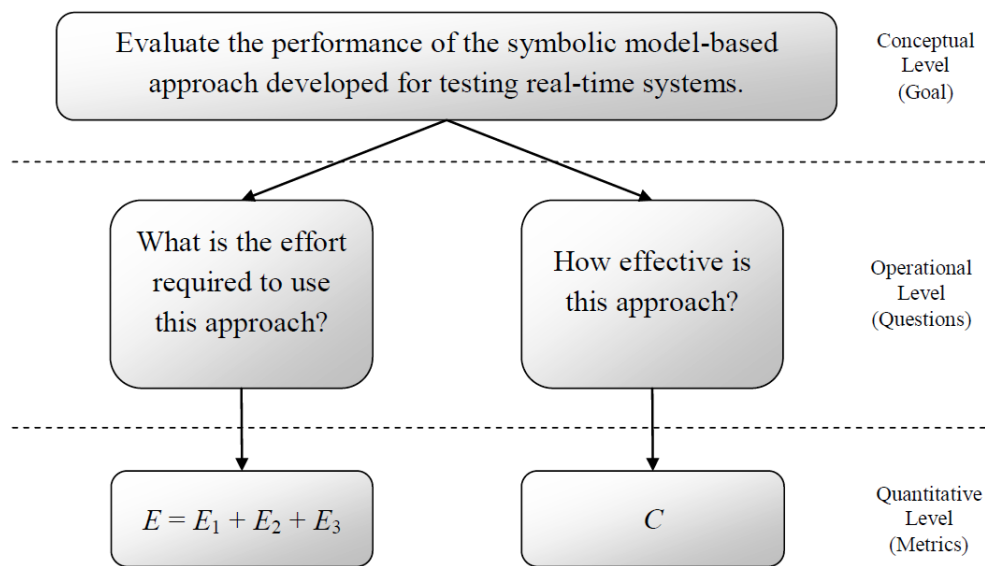 Evaluate the performance of the symbolic model-based
approach developed for testing real-time systems.
Conceptual
Level
(Goal)
What is the effort
required to use
this approach?
How effective is
this approach?
Operational
Level
(Questions)
E = E₁ + E₂ + E₃
C
Quantitative
Level
(Metrics)